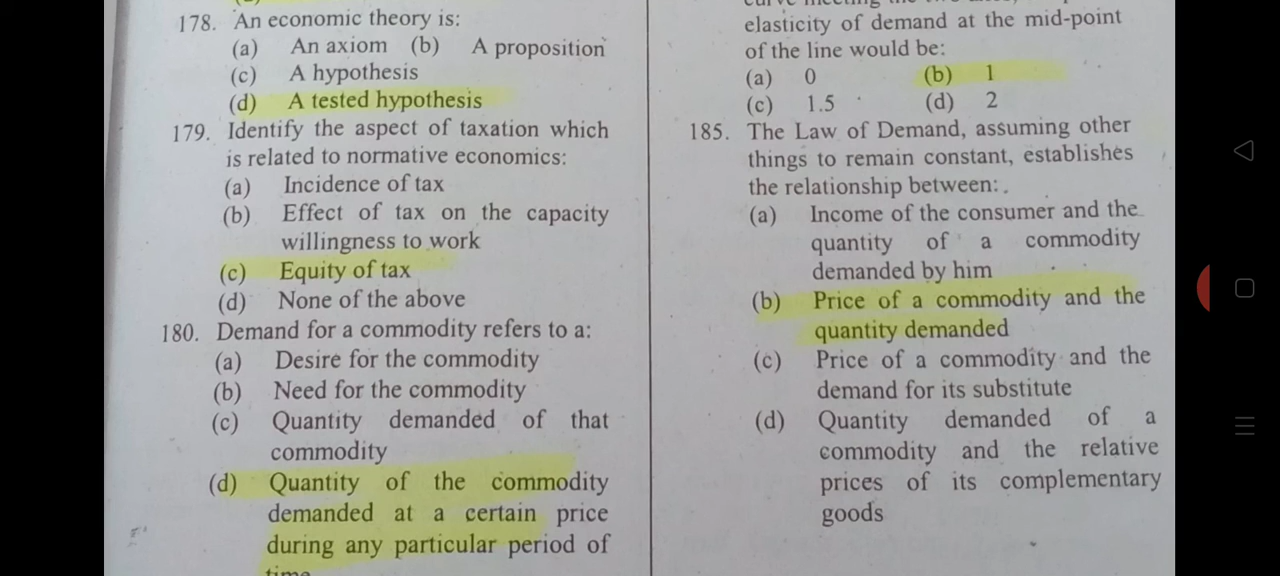 178. An economic theory is:
(a) An axiom (b) A proposition
(c) A hypothesis
(d) A tested hypothesis
179. Identify the aspect of taxation which
is related to normative economics:
(a) Incidence of tax
(b) Effect of tax on the capacity
willingness to work
(c) Equity of tax
(d) None of the above
180. Demand for a commodity refers to a:
(a) Desire for the commodity
(b) Need for the commodity
(c) Quantity demanded of that
commodity
(d) Quantity of the commodity
demanded at a certain price
during any particular period of
time
elasticity of demand at the mid-point
of the line would be:
(a) 0 (b) 1
(c) 1.5 (d) 2
185. The Law of Demand, assuming other
things to remain constant, establishes
the relationship between:
(a) Income of the consumer and the
quantity of a commodity
demanded by him
(b) Price of a commodity and the
quantity demanded
(c) Price of a commodity and the
demand for its substitute
(d) Quantity demanded of a
commodity and the relative
prices of its complementary
goods